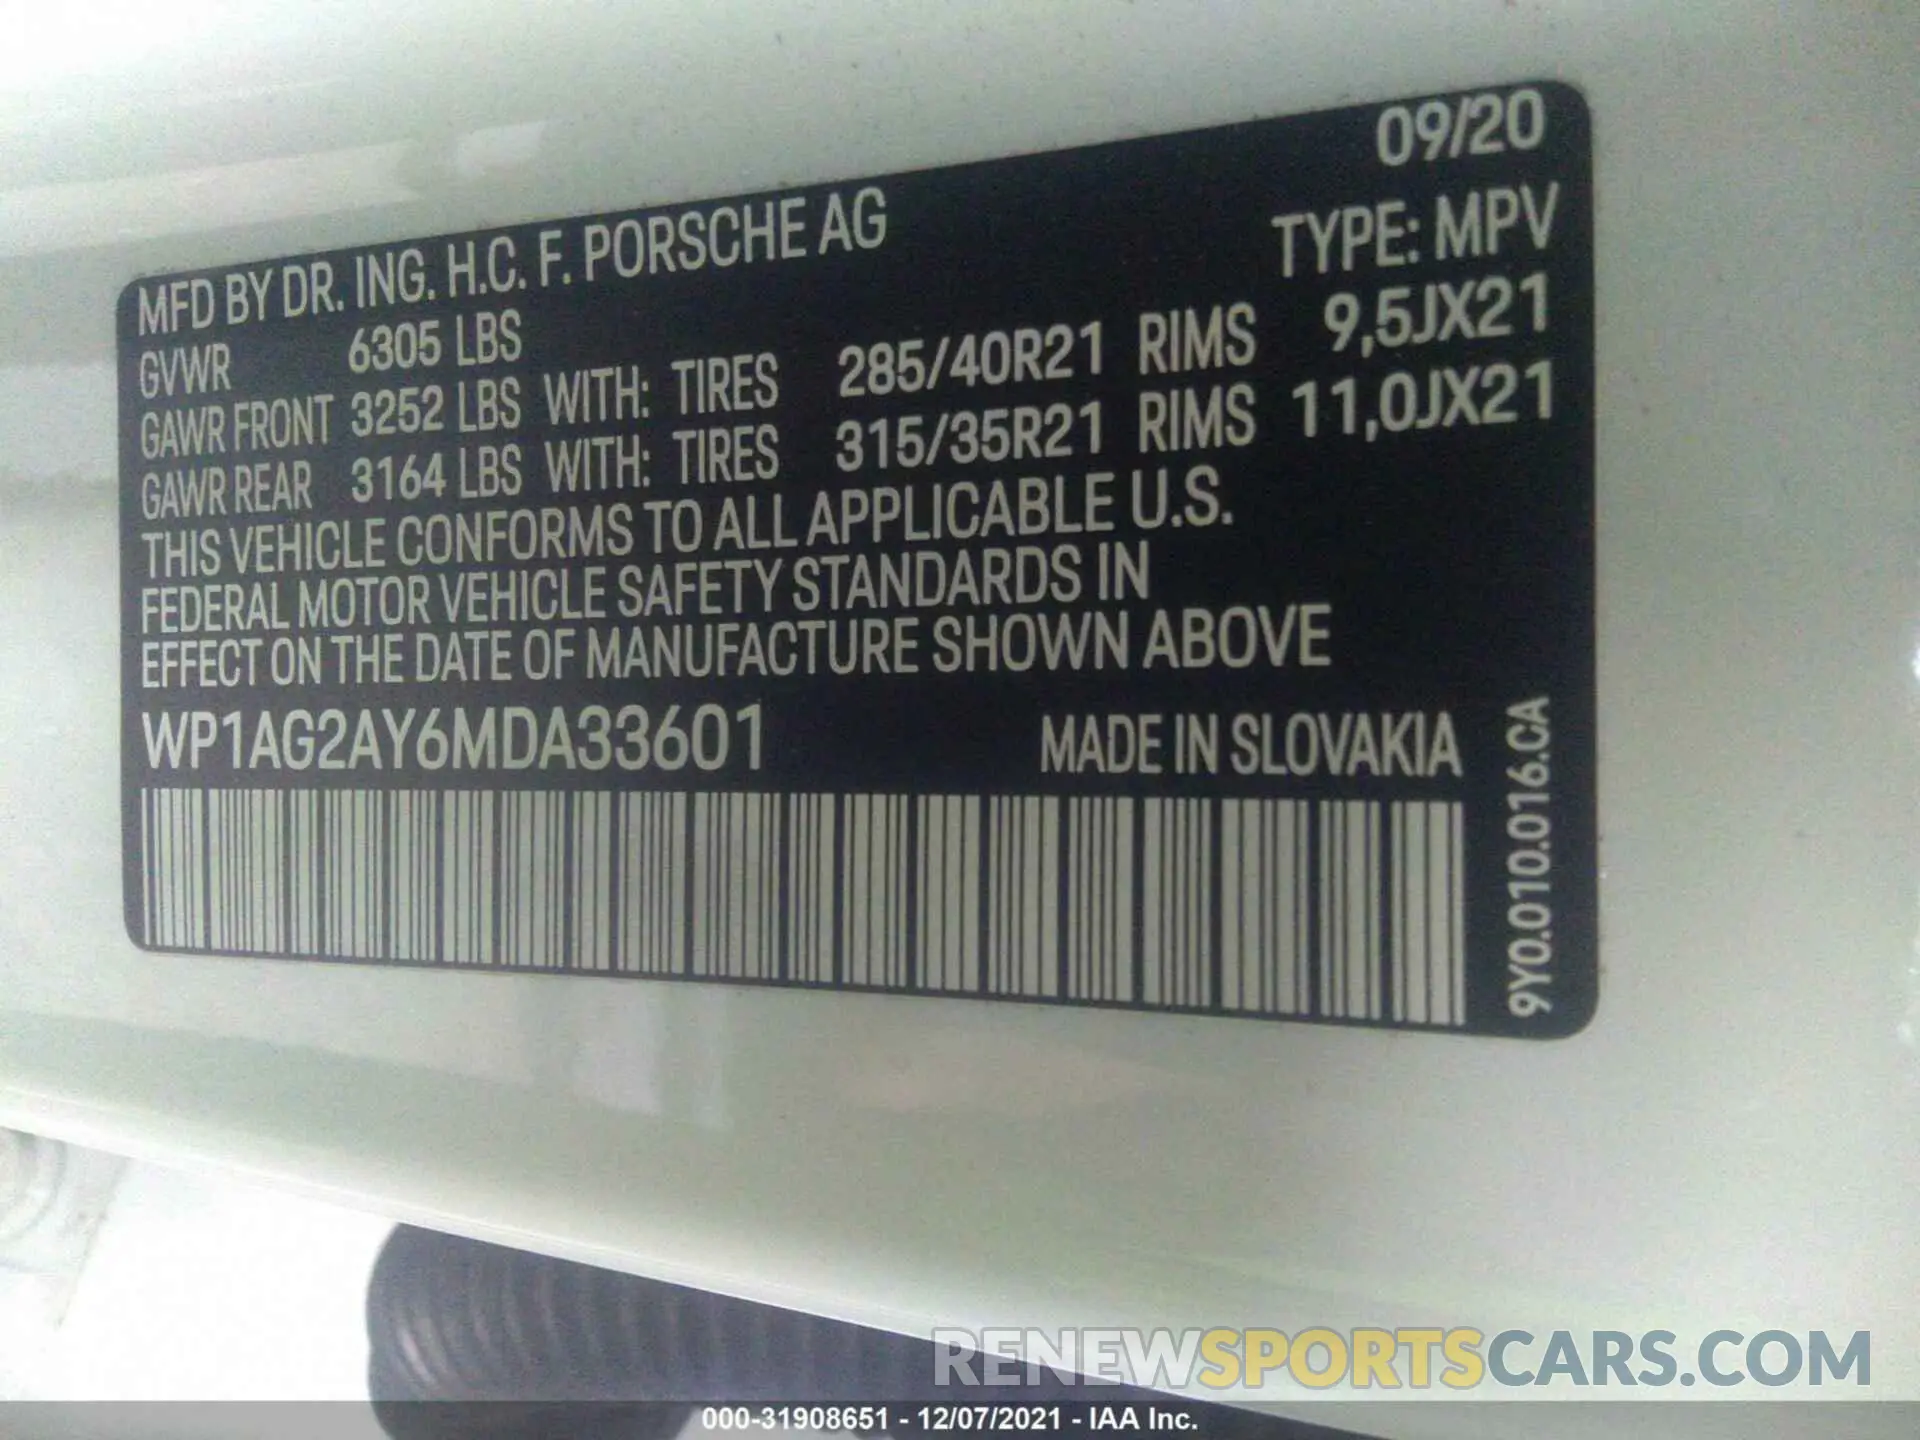 09/20
MFD BY DR. ING. H.C. F. PORSCHE AG TYPE: MPV
GVWR 6305 LBS
GAWR FRONT 3252 LBS WITH: TIRES 285/40R21 RIMS 9,5JX21
GAWR REAR 3164 LBS WITH: TIRES 315/35R21 RIMS 11,0JX21
THIS VEHICLE CONFORMS TO ALL APPLICABLE U.S.
FEDERAL MOTOR VEHICLE SAFETY STANDARDS IN
EFFECT ON THE DATE OF MANUFACTURE SHOWN ABOVE
WP1AG2AY6MDA33601 MADE IN SLOVAKIA
9Y0.010.016.CA
RENEWSPORTSCARS.COM
000-31908651 - 12/07/2021 - IAA Inc.